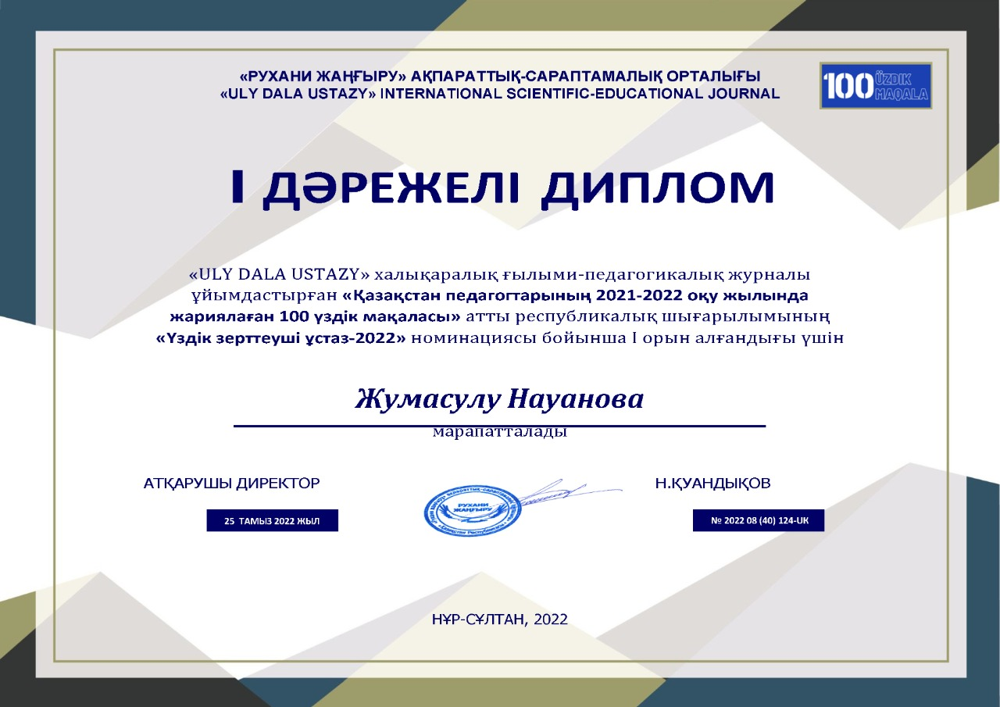 «РУХАНИ ЖАҢҒЫРУ» АҚПАРАТТЫҚ-САРАПТАМАЛЫҚ ОРТАЛЫҒЫ
«ULY DALA USTAZY» INTERNATIONAL SCIENTIFIC-EDUCATIONAL JOURNAL
100 ÜZDIK
MAQALA
I ДӘРЕЖЕЛІ ДИПЛОМ
«ULY DALA USTAZY» халықаралық ғылыми-педагогикалық журналы
ұйымдастырған «Қазақстан педагогтарының 2021-2022 оқу жылында
жариялаған 100 үздік мақаласы» атты республикалық шығарылымының
«Үздік зерттеуші ұстаз-2022» номинациясы бойынша I орын алғандығы үшін
Жумасулу Науанова
марапатталады
АТҚАРУШЫ ДИРЕКТОР
Н.ҚУАНДЫҚОВ
РУХАНИ
ЖАҢҒЫРУ
25 ТАМЫЗ 2022 ЖЫЛ
№ 2022 08 (40) 124-UK
НҰР-СҰЛТАН, 2022